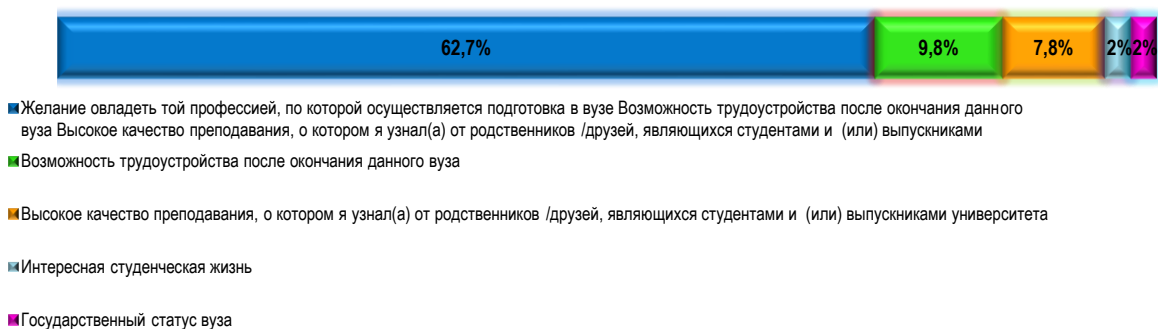 62,7% 9,8% 7,8% 2% 2%
Желание овладеть той профессией, по которой осуществляется подготовка в вузе Возможность трудоустройства после окончания данного
вуза Высокое качество преподавания, о котором я узнал(а) от родственников /друзей, являющихся студентами и (или) выпускниками
Возможность трудоустройства после окончания данного вуза
Высокое качество преподавания, о котором я узнал(а) от родственников /друзей, являющихся студентами и (или) выпускниками университета
Интересная студенческая жизнь
Государственный статус вуза